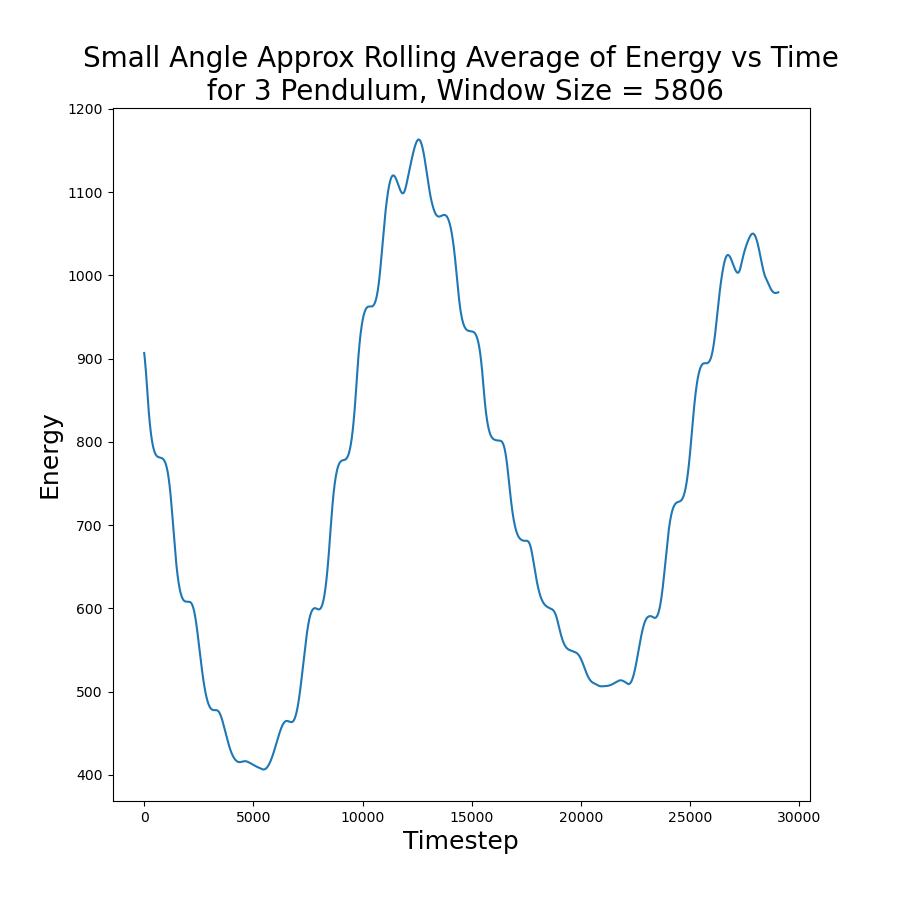 Small Angle Approx Rolling Average of Energy vs Time
for 3 Pendulum, Window Size = 5806
1200
1100
1000
900
800
700
600
500
400
Energy
0 5000 10000 15000 20000 25000 30000
Timestep